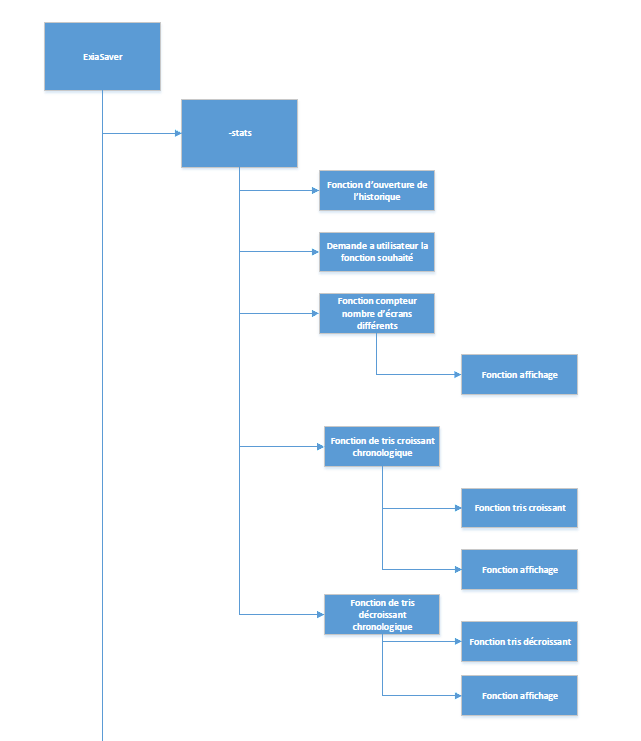 ExiaSaver
-stats
Fonction d'ouverture de
l'historique
Demande a utilisateur la
fonction souhaité
Fonction compteur
nombre d'écrans
différents
Fonction affichage
Fonction de tris croissant
chronologique
Fonction tris croissant
Fonction affichage
Fonction de tris
décroissant
chronologique
Fonction tris décroissant
Fonction affichage